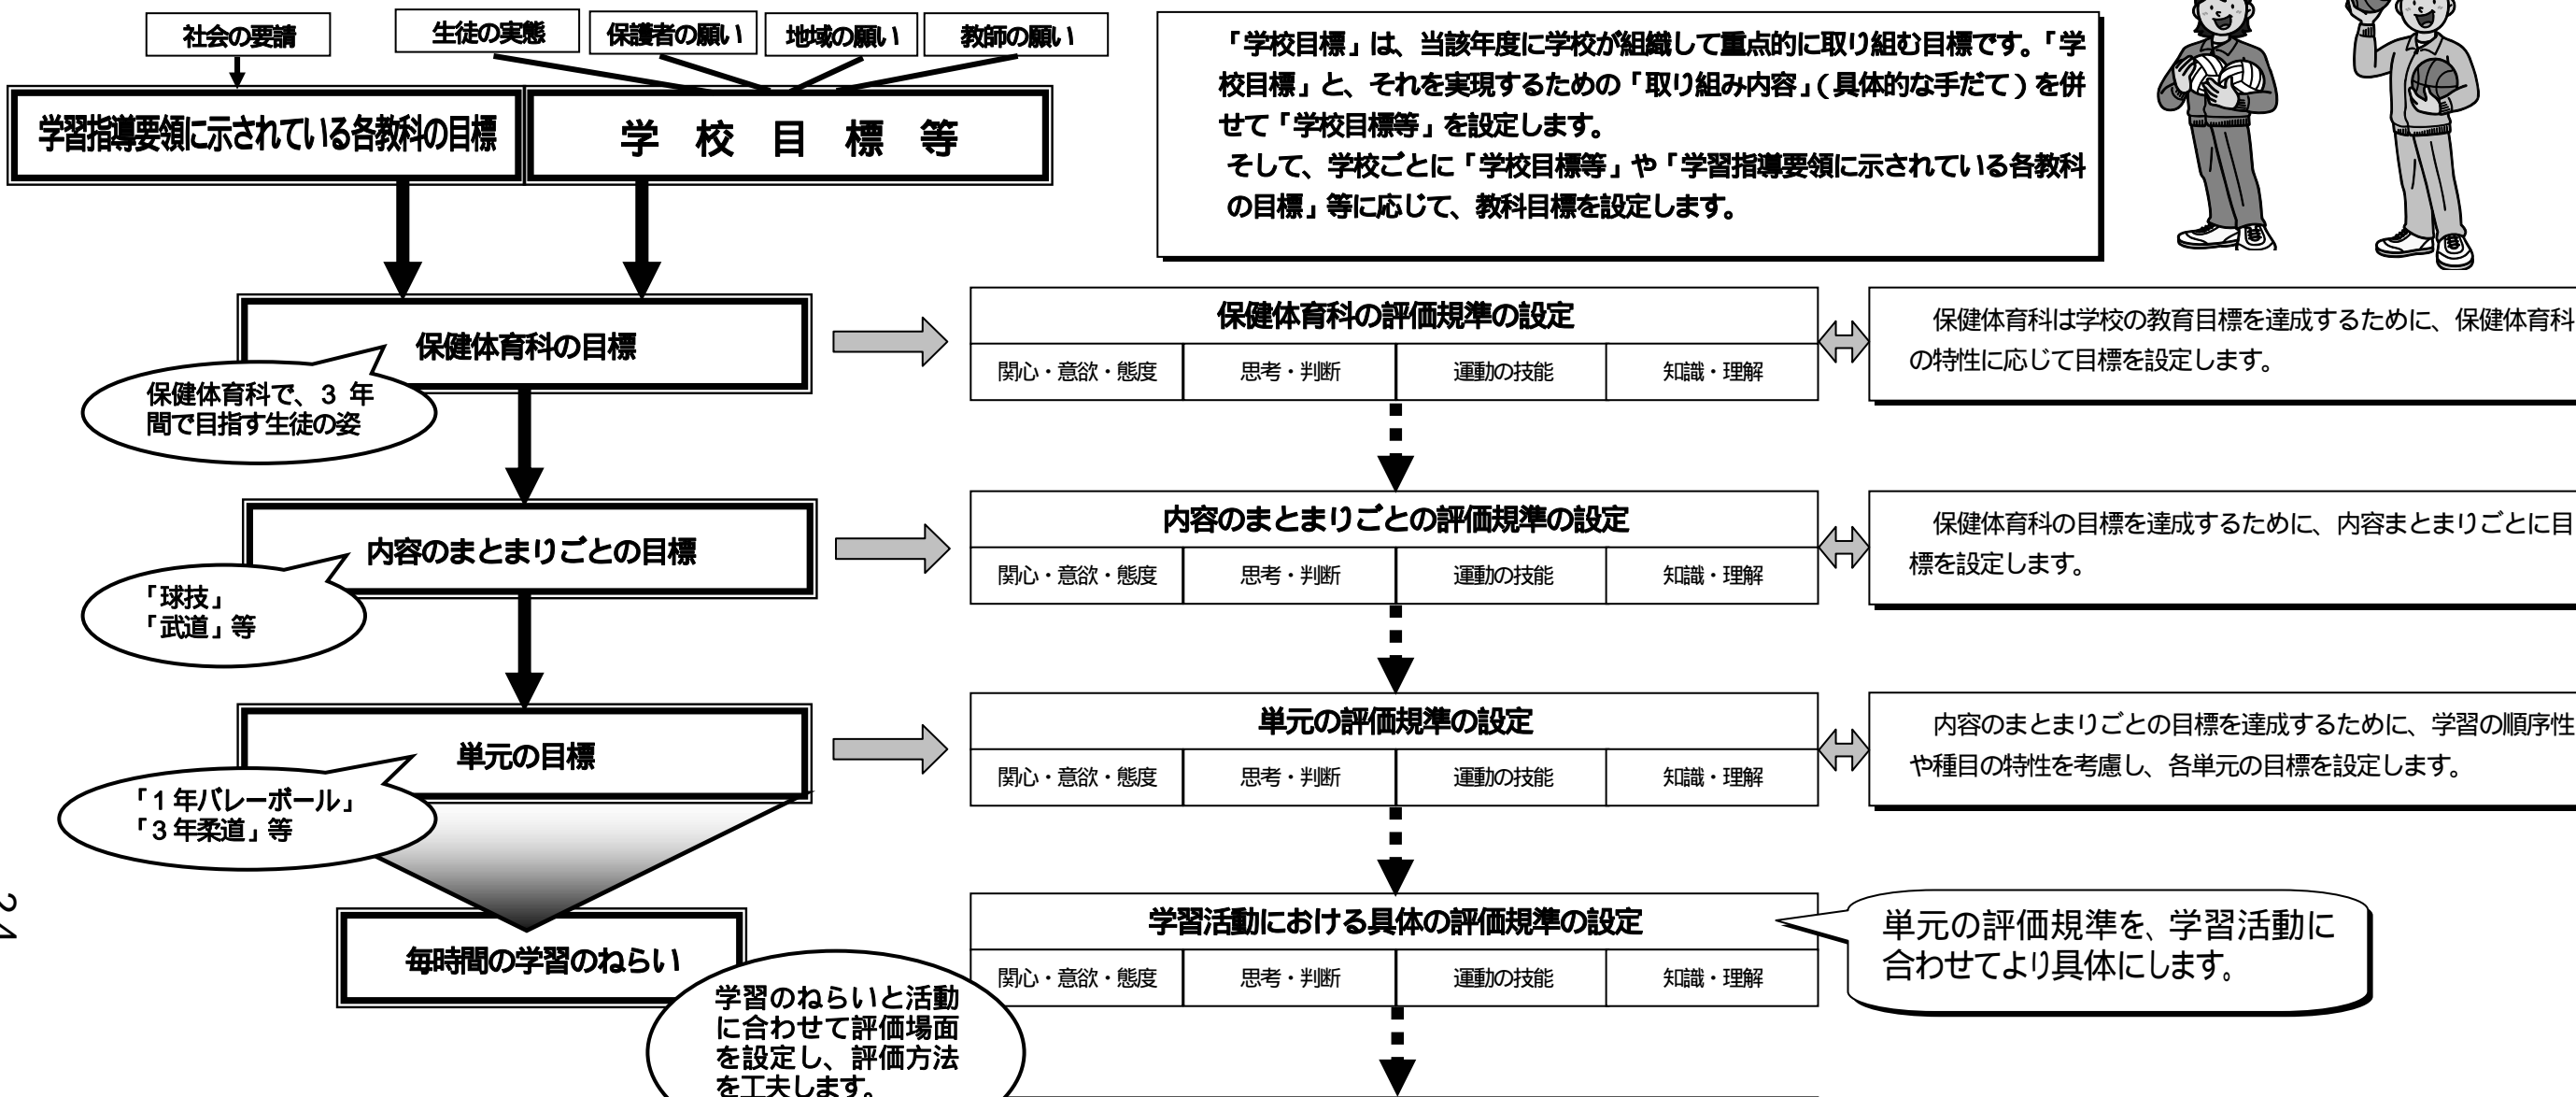 社会の要請
生徒の実態
保護者の願い
地域の願い
教師の願い
学習指導要領に示されている各教科の目標
学校目標等
「学校目標」は、当該年度に学校が組織して重点的に取り組む目標です。「学
校目標」と、それを実現するための「取り組み内容」（具体的な手だて）を併
せて「学校目標等」を設定します。
そして、学校ごとに「学校目標等」や「学習指導要領に示されている各教科
の目標」等に応じて、教科目標を設定します。
保健体育科の目標
保健体育科で、3 年
間で目指す生徒の姿
保健体育科の評価規準の設定
関心・意欲・態度 思考・判断 運動の技能 知識・理解
保健体育科は学校の教育目標を達成するために、保健体育科
の特性に応じて目標を設定します。
内容のまとまりごとの目標
「球技」
「武道」等
内容のまとまりごとの評価規準の設定
関心・意欲・態度 思考・判断 運動の技能 知識・理解
保健体育科の目標を達成するために、内容まとまりごとに目
標を設定します。
単元の目標
「1年バレーボール」
「3年柔道」等
単元の評価規準の設定
関心・意欲・態度 思考・判断 運動の技能 知識・理解
内容のまとまりごとの目標を達成するために、学習の順序性
や種目の特性を考慮し、各単元の目標を設定します。
毎時間の学習のねらい
学習のねらいと活動
に合わせて評価場面
を設定し、評価方法
を工夫します。
学習活動における具体の評価規準の設定
関心・意欲・態度 思考・判断 運動の技能 知識・理解
単元の評価規準を、学習活動に
合わせてより具体にします。